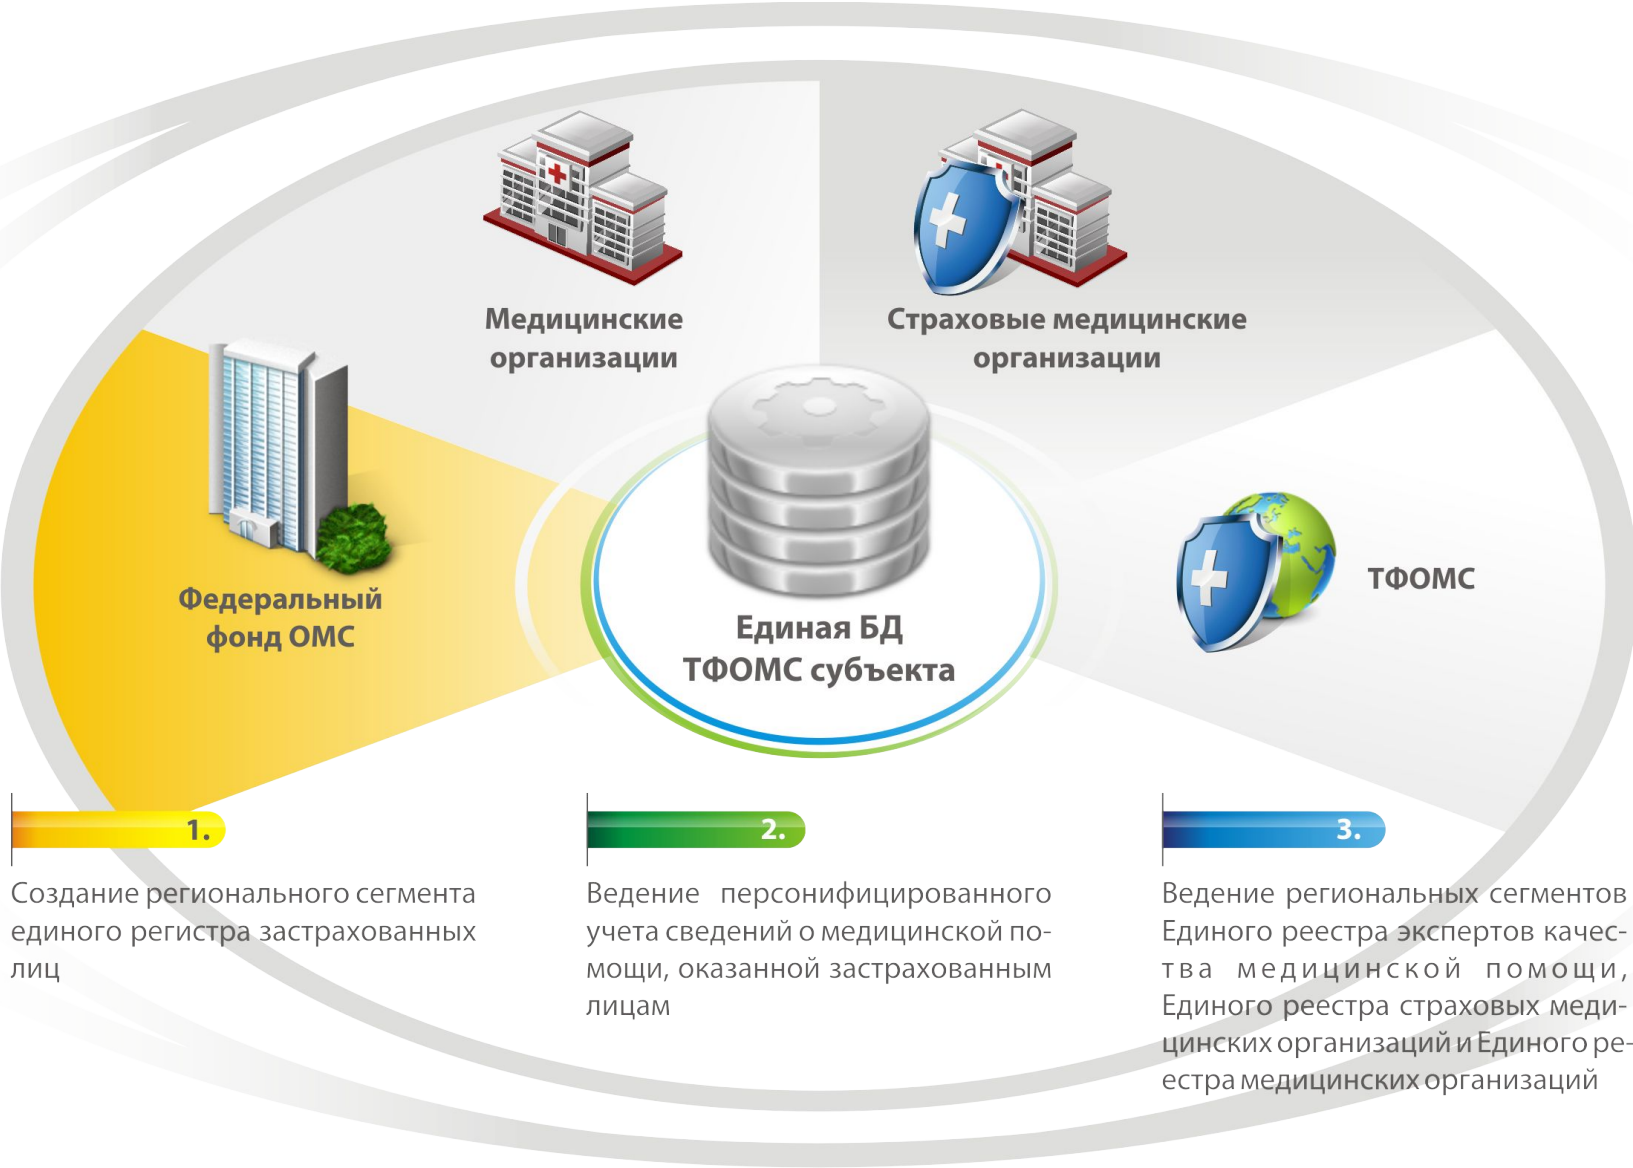 Медицинские
организации
Страховые медицинские
организации
Федеральный
фонд ОМС
ТФОМС
Единая БД
ТФОМС субъекта
1.
Создание регионального сегмента
единого регистра застрахованных
лиц
2.
Ведение персонифицированного
учета сведений о медицинской по-
мощи, оказанной застрахованным
лицам
3.
Ведение региональных сегментов
Единого реестра экспертов качес-
тва медицинской помощи,
Единого реестра страховых меди-
цинских организаций и Единого ре-
естра медицинских организаций